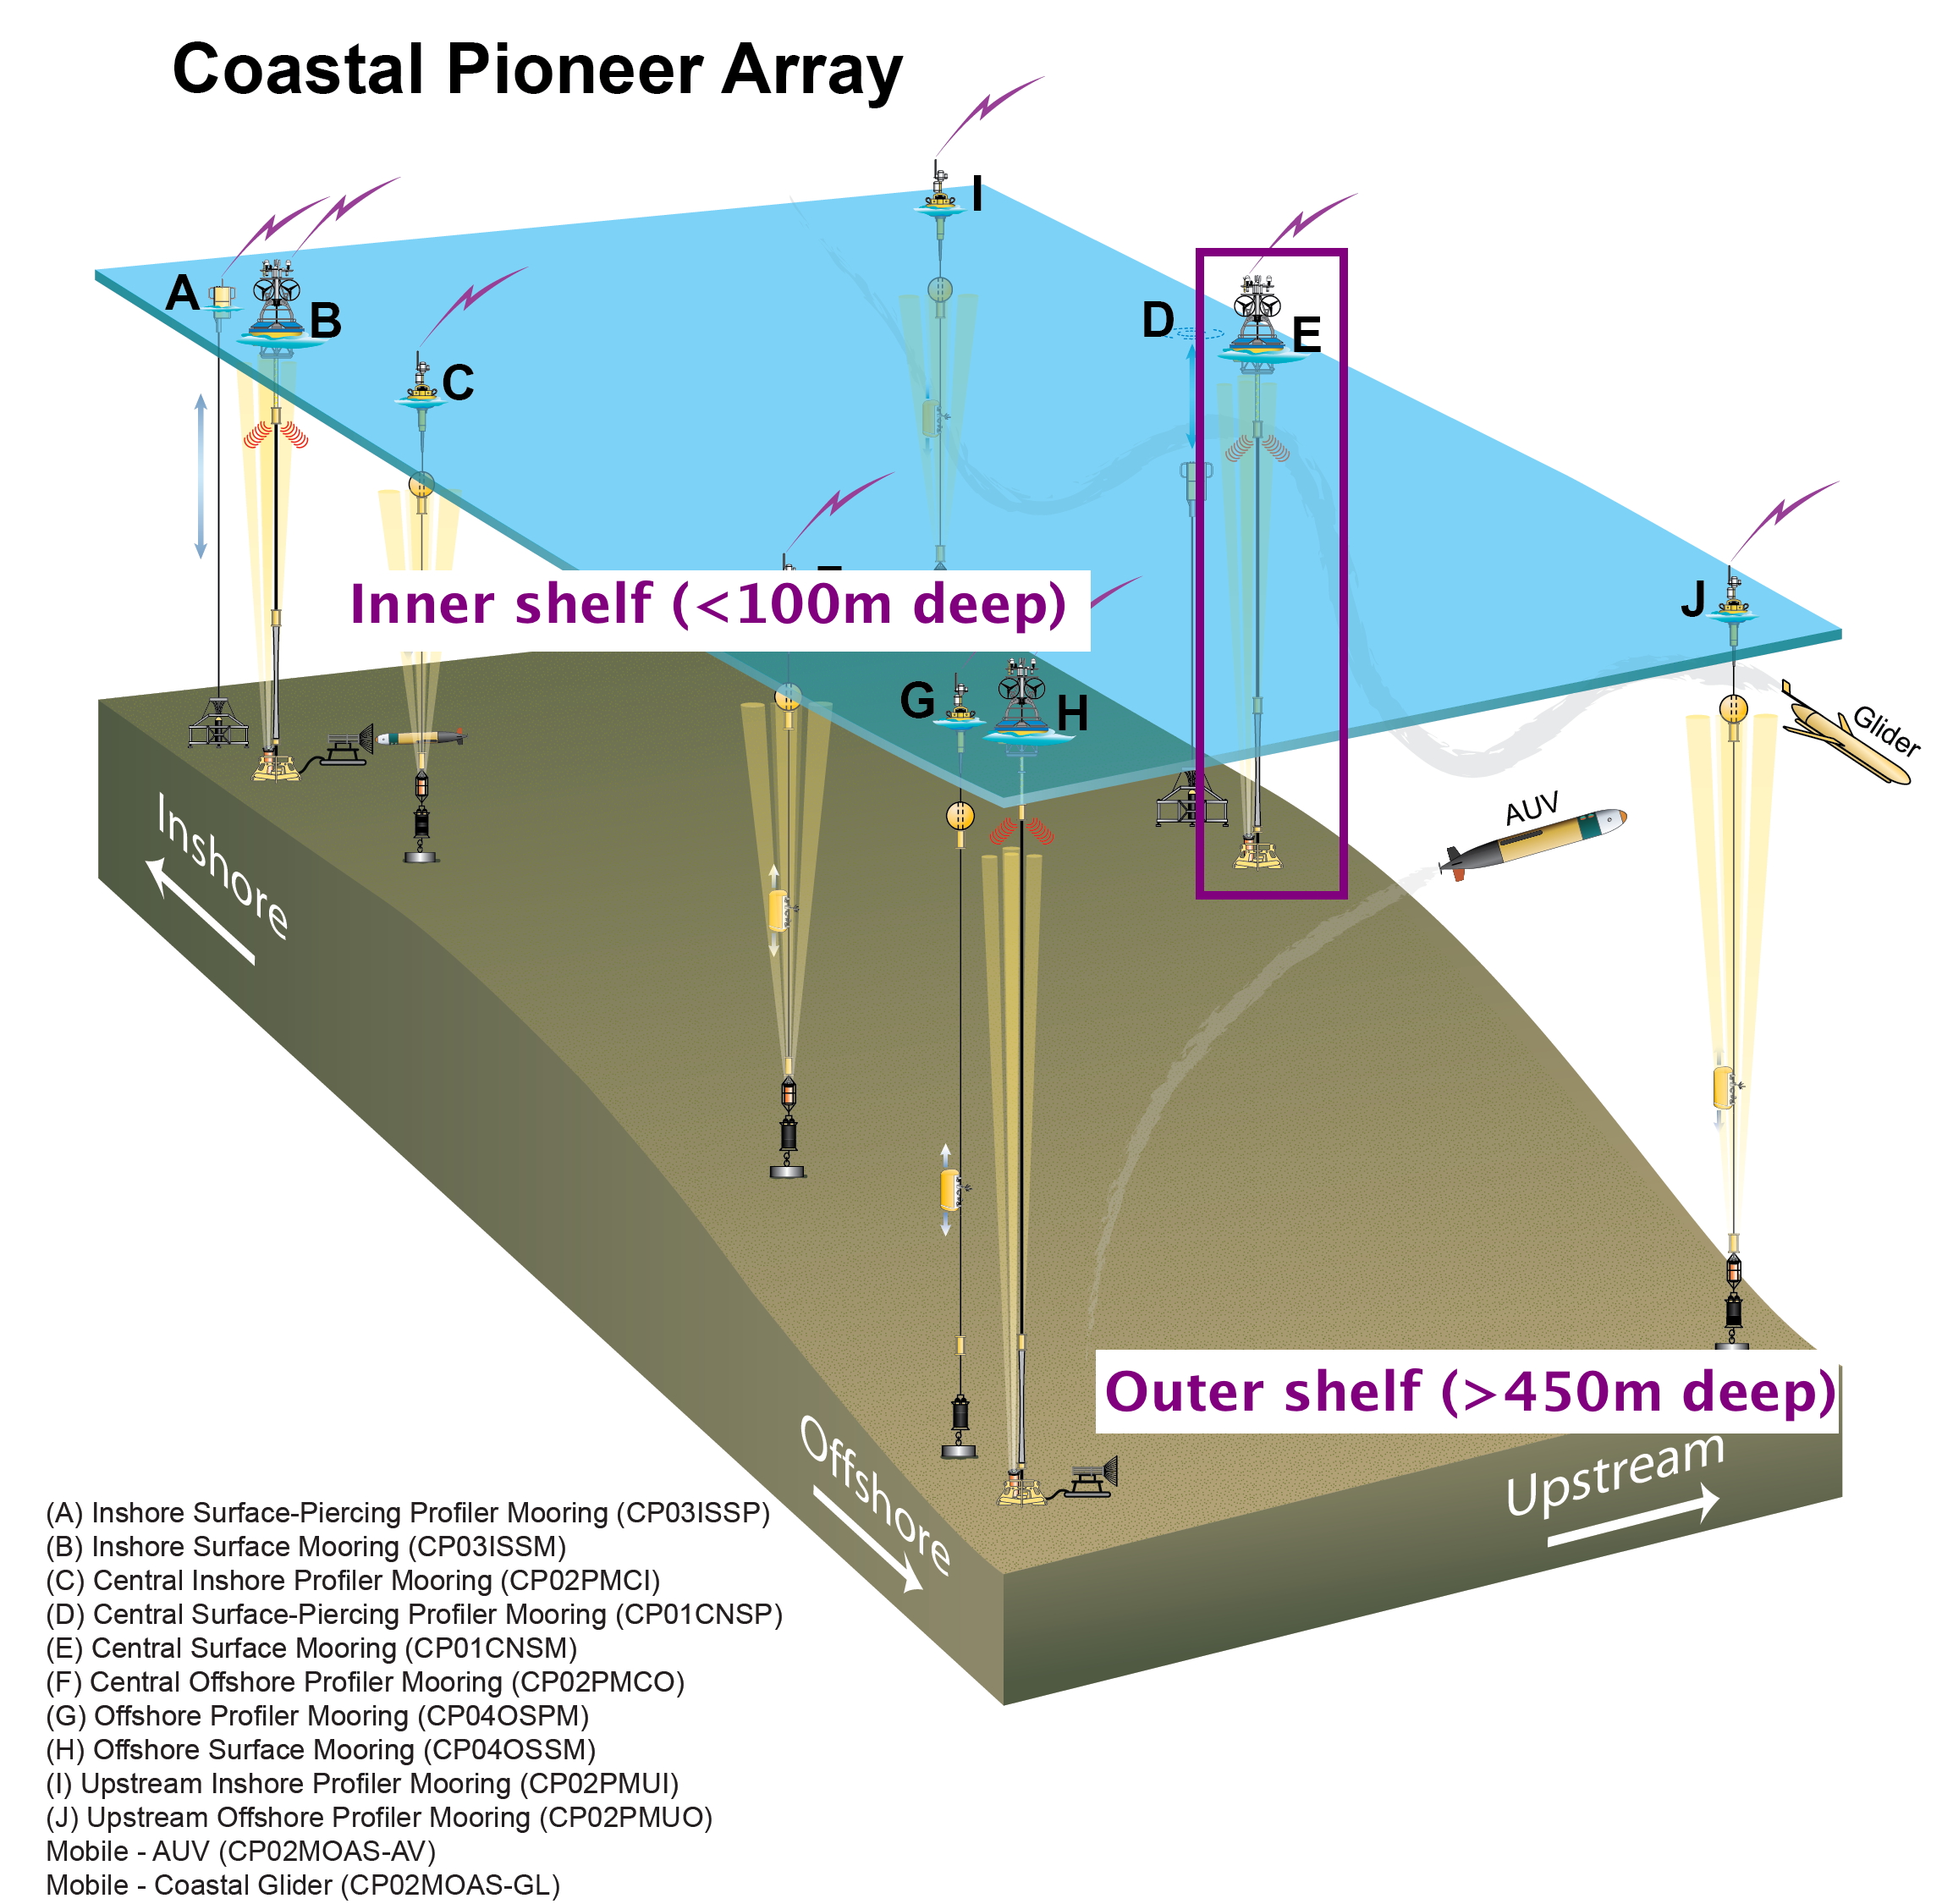 Coastal Pioneer Array
I
A
B
D
E
C
Inner shelf (<100m deep)
J
G
H
Glider
AUV
Inshore
Outer shelf (>450m deep)
Offshore
Upstream
(A) Inshore Surface-Piercing Profiler Mooring (CP03ISSP)
(B) Inshore Surface Mooring (CP03ISSM)
(C) Central Inshore Profiler Mooring (CP02PMCI)
(D) Central Surface-Piercing Profiler Mooring (CP01CNSP)
(E) Central Surface Mooring (CP01CNSM)
(F) Central Offshore Profiler Mooring (CP02PMCO)
(G) Offshore Profiler Mooring (CP04OSPM)
(H) Offshore Surface Mooring (CP04OSSM)
(I) Upstream Inshore Profiler Mooring (CP02PMUI)
(J) Upstream Offshore Profiler Mooring (CP02PMUO)
Mobile - AUV (CP02MOAS-AV)
Mobile - Coastal Glider (CP02MOAS-GL)